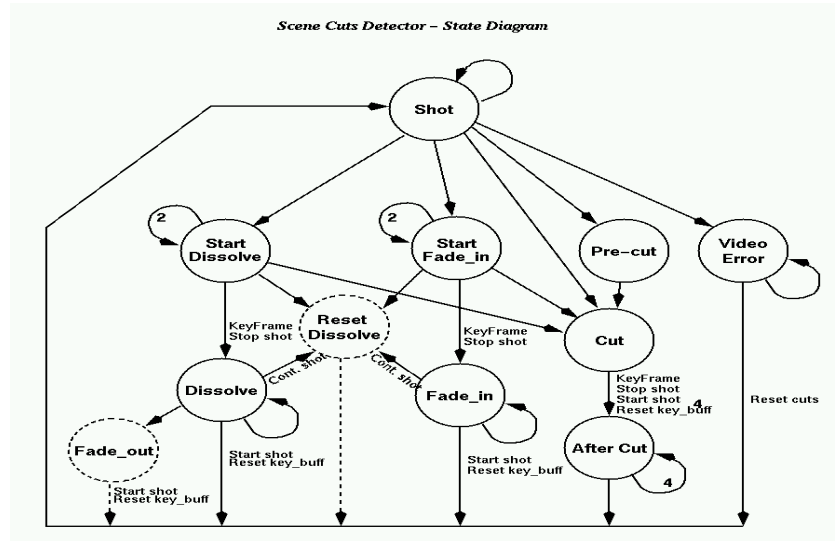 Scene Cuts Detector – State Diagram
Shot
2
Start
Dissolve
2
Start
Fade_in
Pre-cut
Video
Error
Reset
Dissolve
KeyFrame
Stop shot
KeyFrame
Stop shot
Cut
Cont. shot
Cont. shot
Dissolve
Fade_in
KeyFrame
Stop shot
Start shot
Reset key_buff
4
Reset cuts
Fade_out
Start shot
Reset key_buff
Start shot
Reset key_buff
After Cut
4
Start shot
Reset key_buff